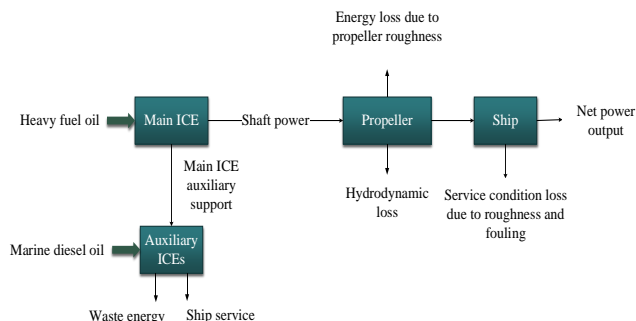 Energy loss due to
propeller roughness
Heavy fuel oil
Main ICE
Shaft power
Propeller
Ship
Net power
output
Main ICE
auxiliary
support
Hydrodynamic
loss
Service condition loss
due to roughness and
fouling
Marine diesel oil
Auxiliary
ICEs
Waste energy
Ship service